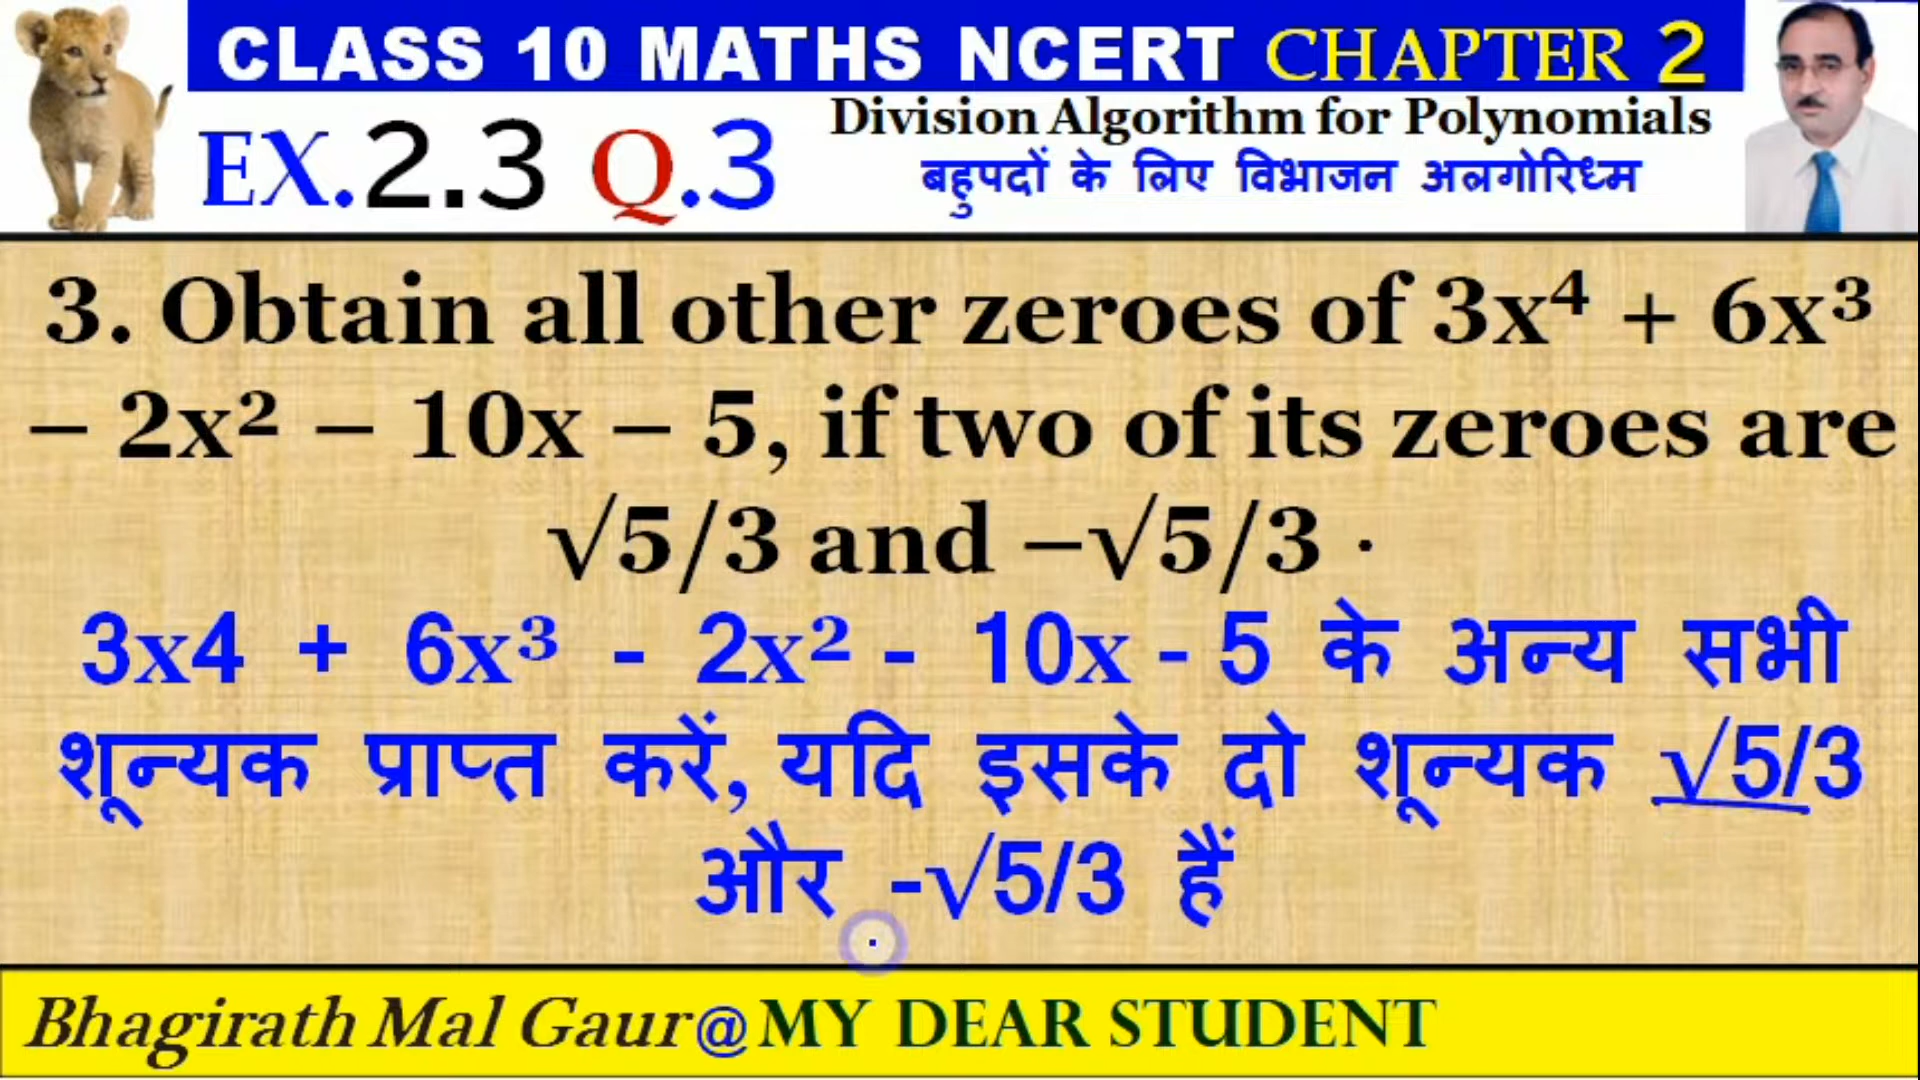 CLASS 10 MATHS NCERT CHAPTER 2
EX.2.3 Q.3
Division Algorithm for Polynomials
बहुपदों के लिए विभाजन अलगोरिध्म
3. Obtain all other zeroes of 3x⁴ + 6x³
– 2x² – 10x – 5, if two of its zeroes are
√5/3 and –√5/3 .
3x4 + 6x³ - 2x² - 10x - 5 के अन्य सभी
शून्यक प्राप्त करें, यदि इसके दो शून्यक √5/3
और -√5/3 हैं
Bhagirath Mal Gaur@MY DEAR STUDENT